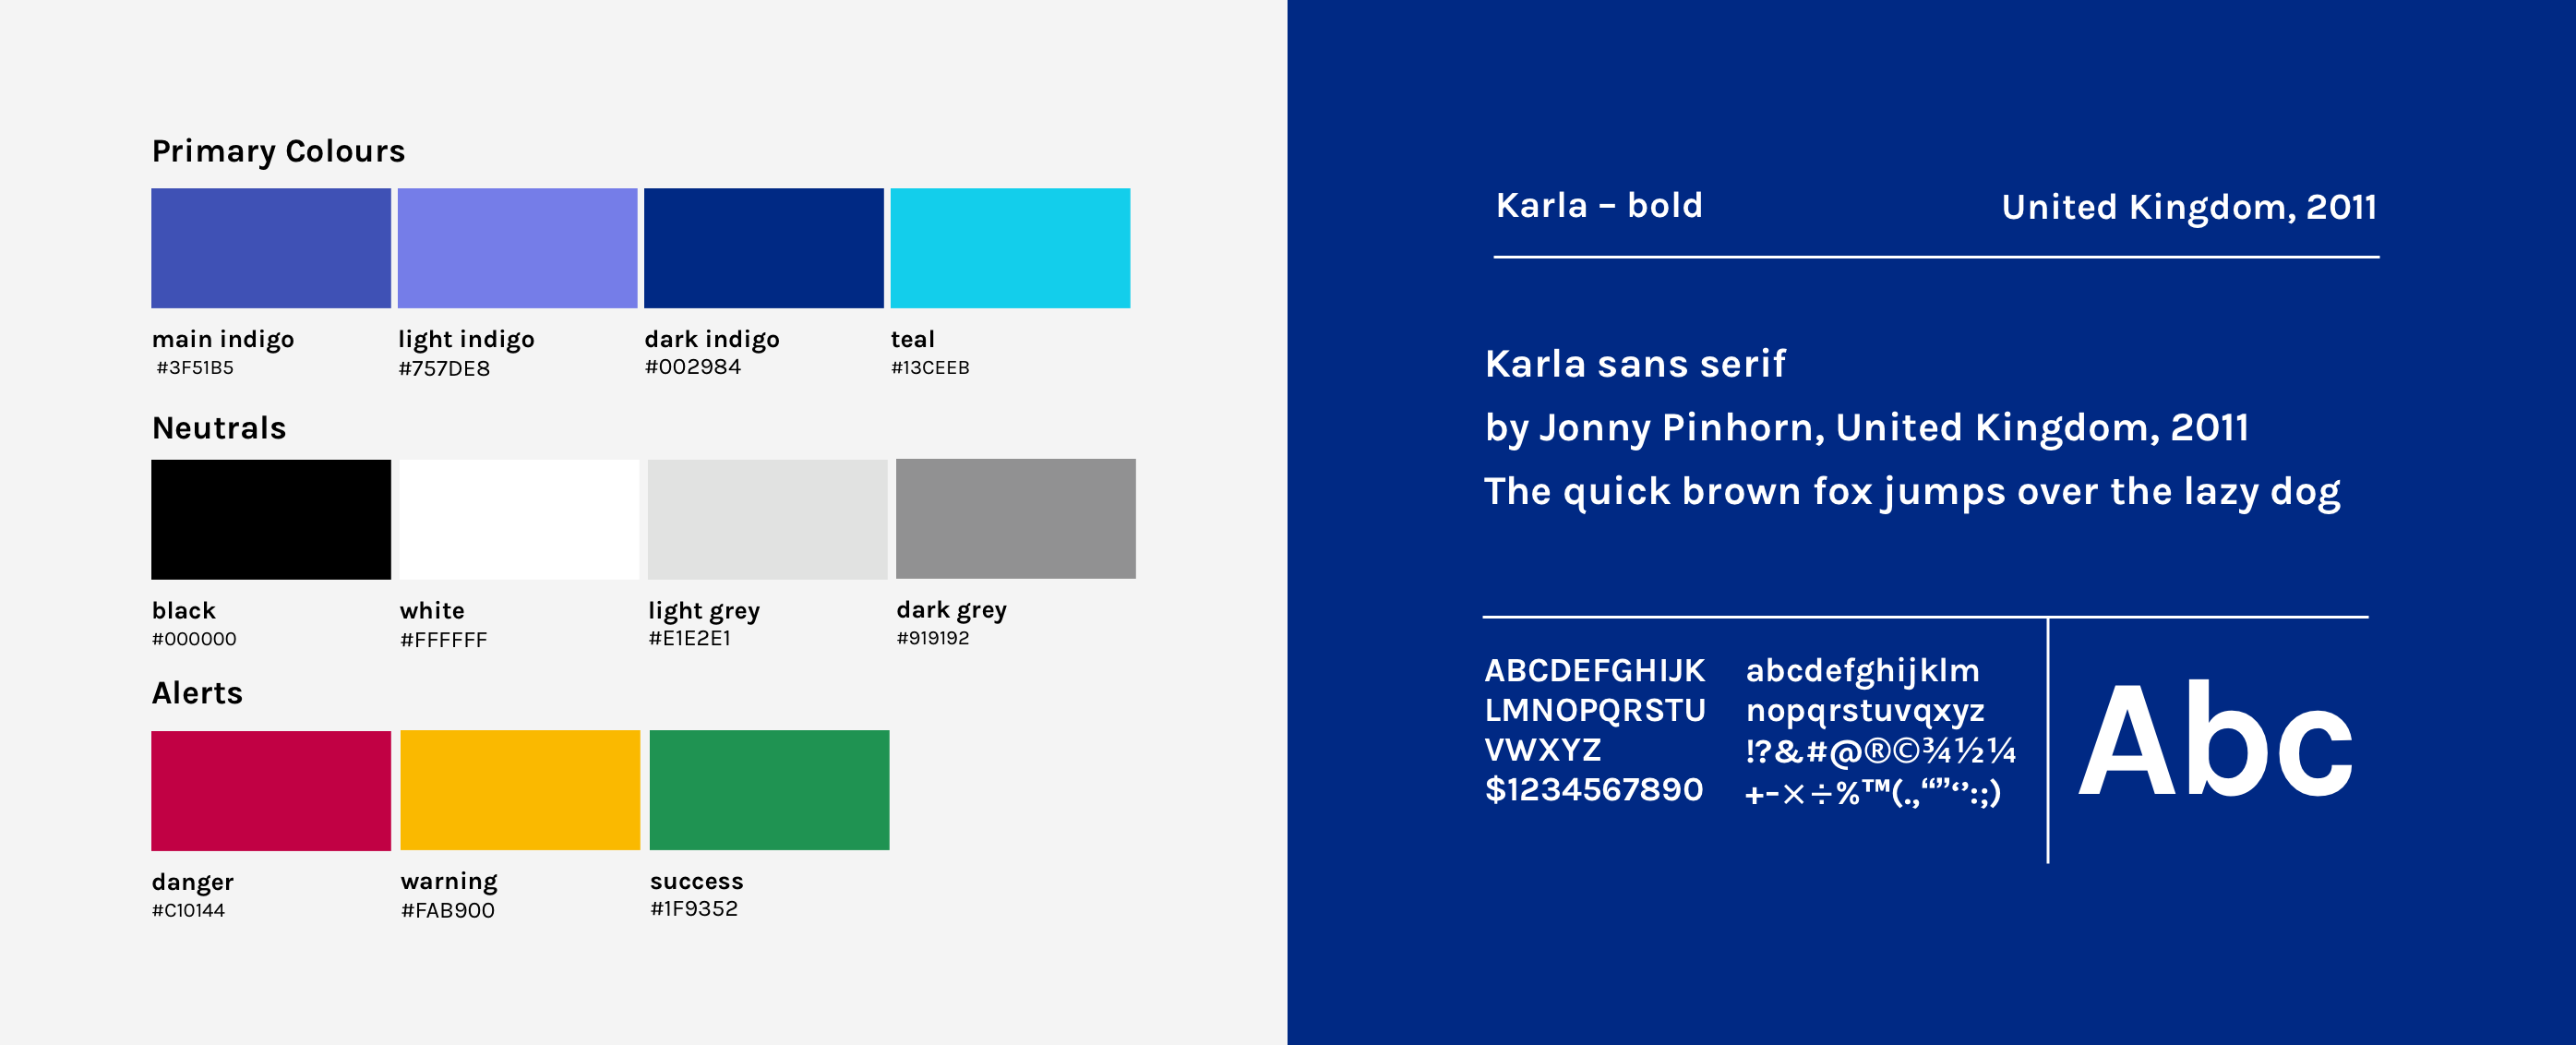 Primary Colours
main indigo
#3F51B5
light indigo
#757DE8
dark indigo
#002984
teal
#13CEEB
Neutrals
black
#000000
white
#FFFFFF
light grey
#E1E2E1
dark grey
#919192
Alerts
danger
#C10144
warning
#FAB900
success
#1F9352
Karla – bold
United Kingdom, 2011
Karla sans serif
by Jonny Pinhorn, United Kingdom, 2011
The quick brown fox jumps over the lazy dog
ABCDEFGHIJK
LMNOPQRSTU
VWXYZ
$1234567890
abcdefghijklm
nopqrstuvqxyz
!?&#@®©¾½¼
+-×÷%™(.,“”‘’:;)
Abc